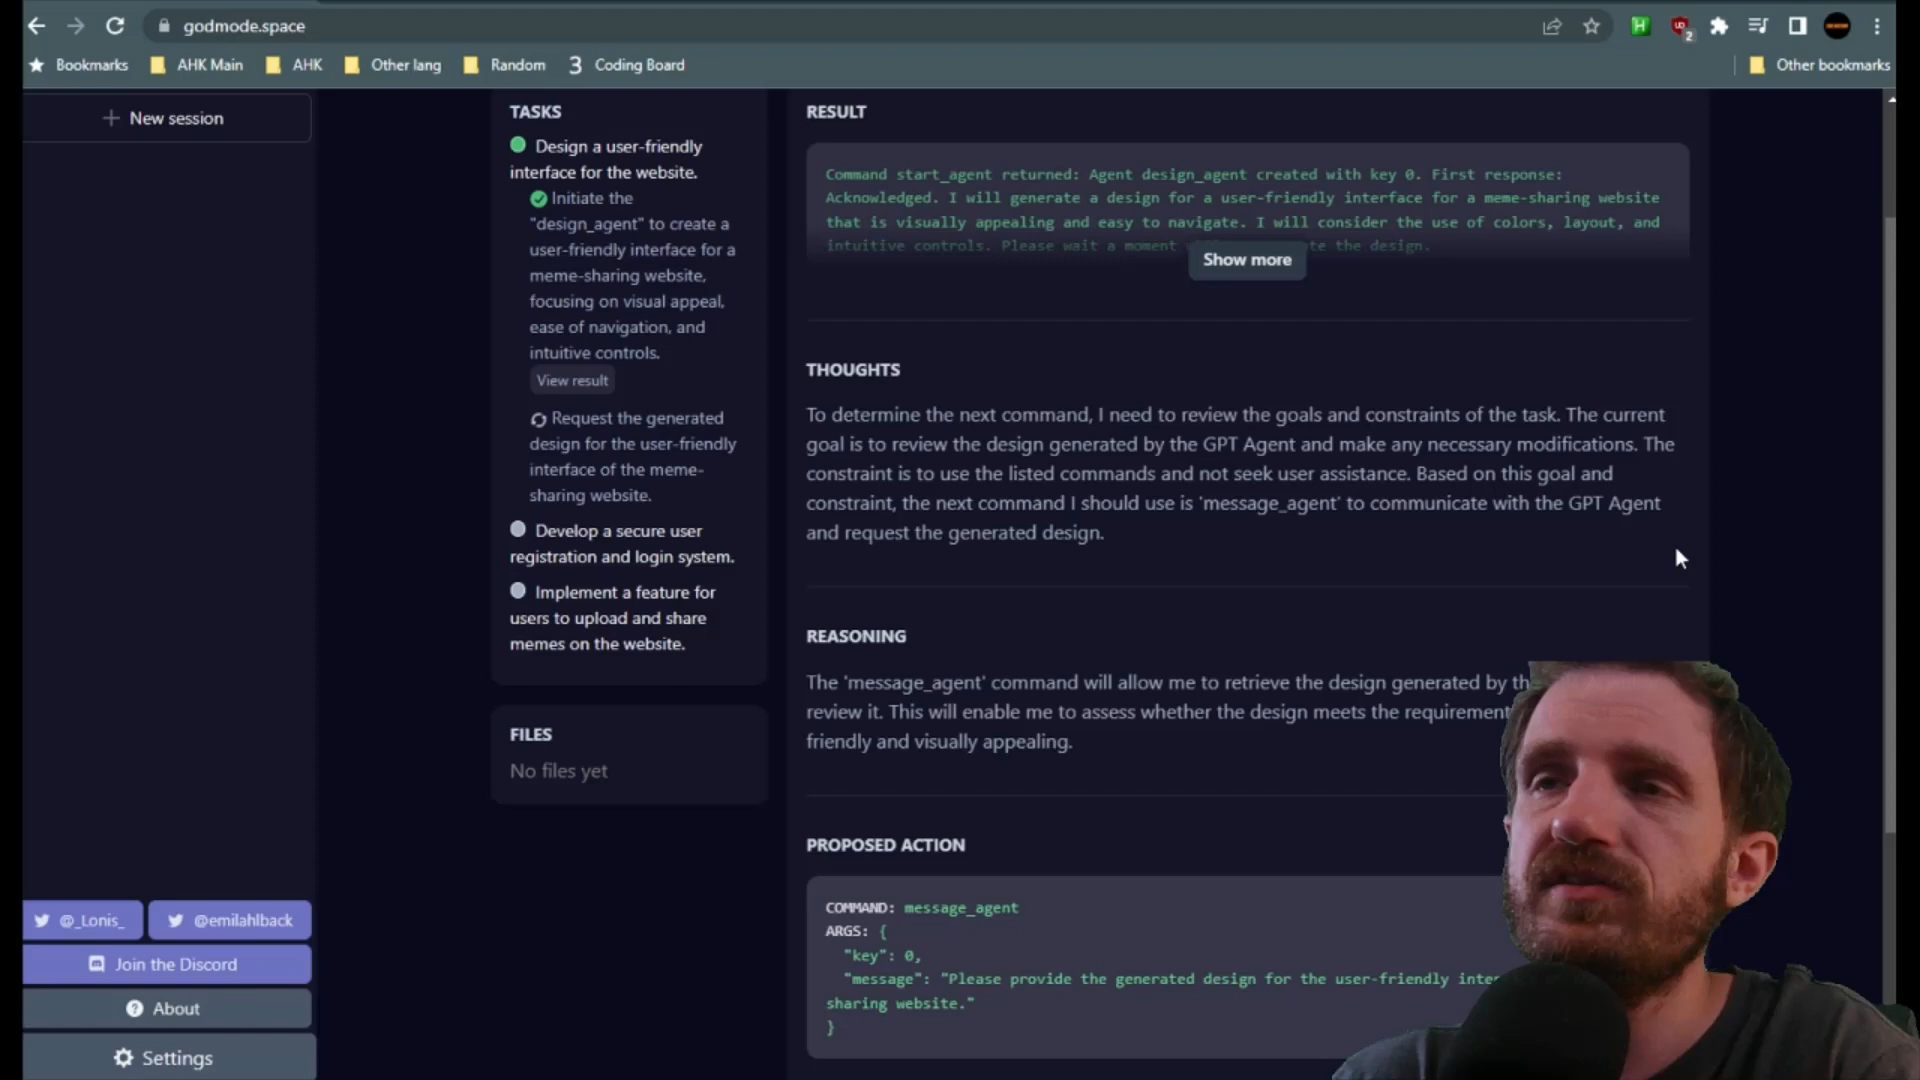 godmode.space
2
Bookmarks
AHK Main
AHK
Other lang
Random
3 Coding Board
Other bookmarks
New session
@_Lonis_
@emilahlback
Join the Discord
About
Settings
TASKS
Design a user-friendly
interface for the website.
Initiate the
"design_agent" to create a
user-friendly interface for a
meme-sharing website,
focusing on visual appeal,
ease of navigation, and
intuitive controls.
View result
Request the generated
design for the user-friendly
interface of the meme-
sharing website.
Develop a secure user
registration and login system.
Implement a feature for
users to upload and share
memes on the website.
FILES
No files yet
RESULT
Command start_agent returned: Agent design_agent created with key 0. First response:
Acknowledged. I will generate a design for a user-friendly interface for a meme-sharing website
that is visually appealing and easy to navigate. I will consider the use of colors, layout, and
intuitive controls. Please wait a moment the design.
Show more
THOUGHTS
To determine the next command, I need to review the goals and constraints of the task. The current
goal is to review the design generated by the GPT Agent and make any necessary modifications. The
constraint is to use the listed commands and not seek user assistance. Based on this goal and
constraint, the next command I should use is 'message_agent' to communicate with the GPT Agent
and request the generated design.
REASONING
The 'message_agent' command will allow me to retrieve the design generated by
review it. This will enable me to assess whether the design meets the
friendly and visually appealing.
PROPOSED ACTION
COMMAND: message_agent
ARGS: {
"key": 0,
"message": "Please provide the generated design for the user-friendly
sharing website."
}